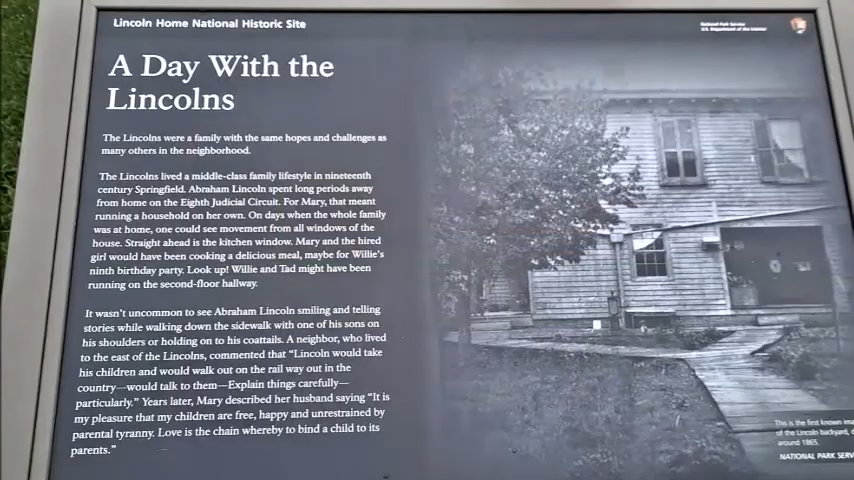 Lincoln Home National Historic Site
National Park Service
U.S. Department of the Interior
A Day With the
Lincolns
The Lincolns were a family with the same hopes and challenges as
many others in the neighborhood.
The Lincolns lived a middle-class family lifestyle in nineteenth
century Springfield. Abraham Lincoln spent long periods away
from home on the Eighth Judicial Circuit. For Mary, that meant
running a household on her own. On days when the whole family
was at home, one could see movement from all windows of the
house. Straight ahead is the kitchen window. Mary and the hired
girl would have been cooking a delicious meal, maybe for Willie's
ninth birthday party. Look up! Willie and Tad might have been
running on the second-floor hallway.
It wasn't uncommon to see Abraham Lincoln smiling and telling
stories while walking down the sidewalk with one of his sons on
his shoulders or holding on to his coattails. A neighbor, who lived
to the east of the Lincolns, commented that "Lincoln would take
his children and would walk out on the rail way out in the
country—would talk to them—Explain things carefully—
particularly." Years later, Mary described her husband saying "It is
my pleasure that my children are free, happy and unrestrained by
parental tyranny. Love is the chain whereby to bind a child to its
parents."
This is the first known
of the Lincoln backyard,
around 1865.
NATIONAL PARK